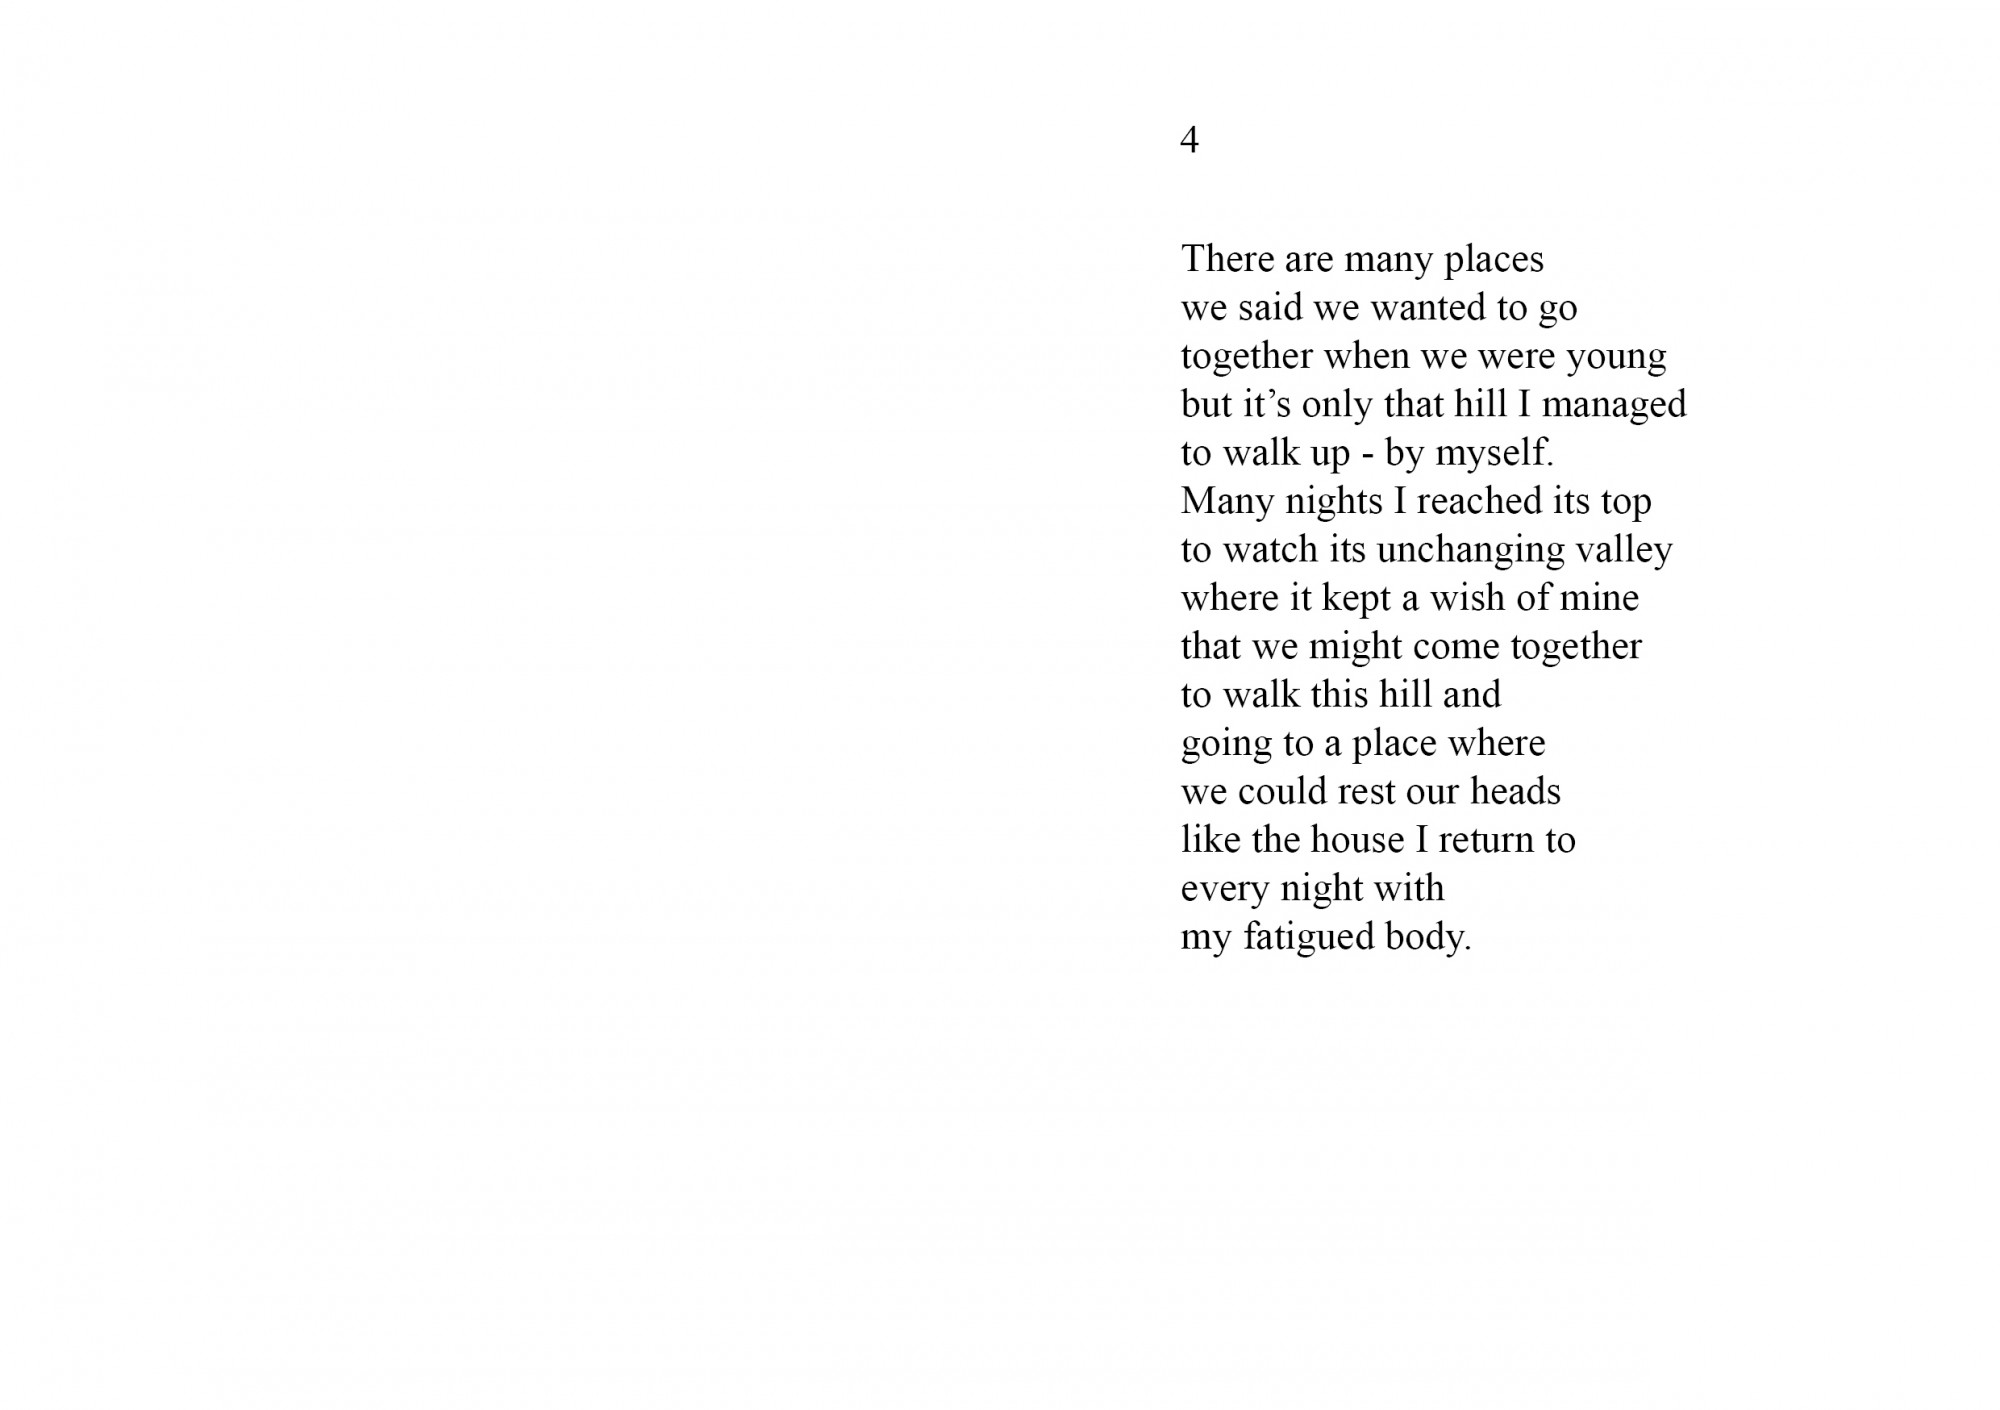 4
There are many places
we said we wanted to go
together when we were young
but it’s only that hill I managed
to walk up - by myself.
Many nights I reached its top
to watch its unchanging valley
where it kept a wish of mine
that we might come together
to walk this hill and
going to a place where
we could rest our heads
like the house I return to
every night with
my fatigued body.